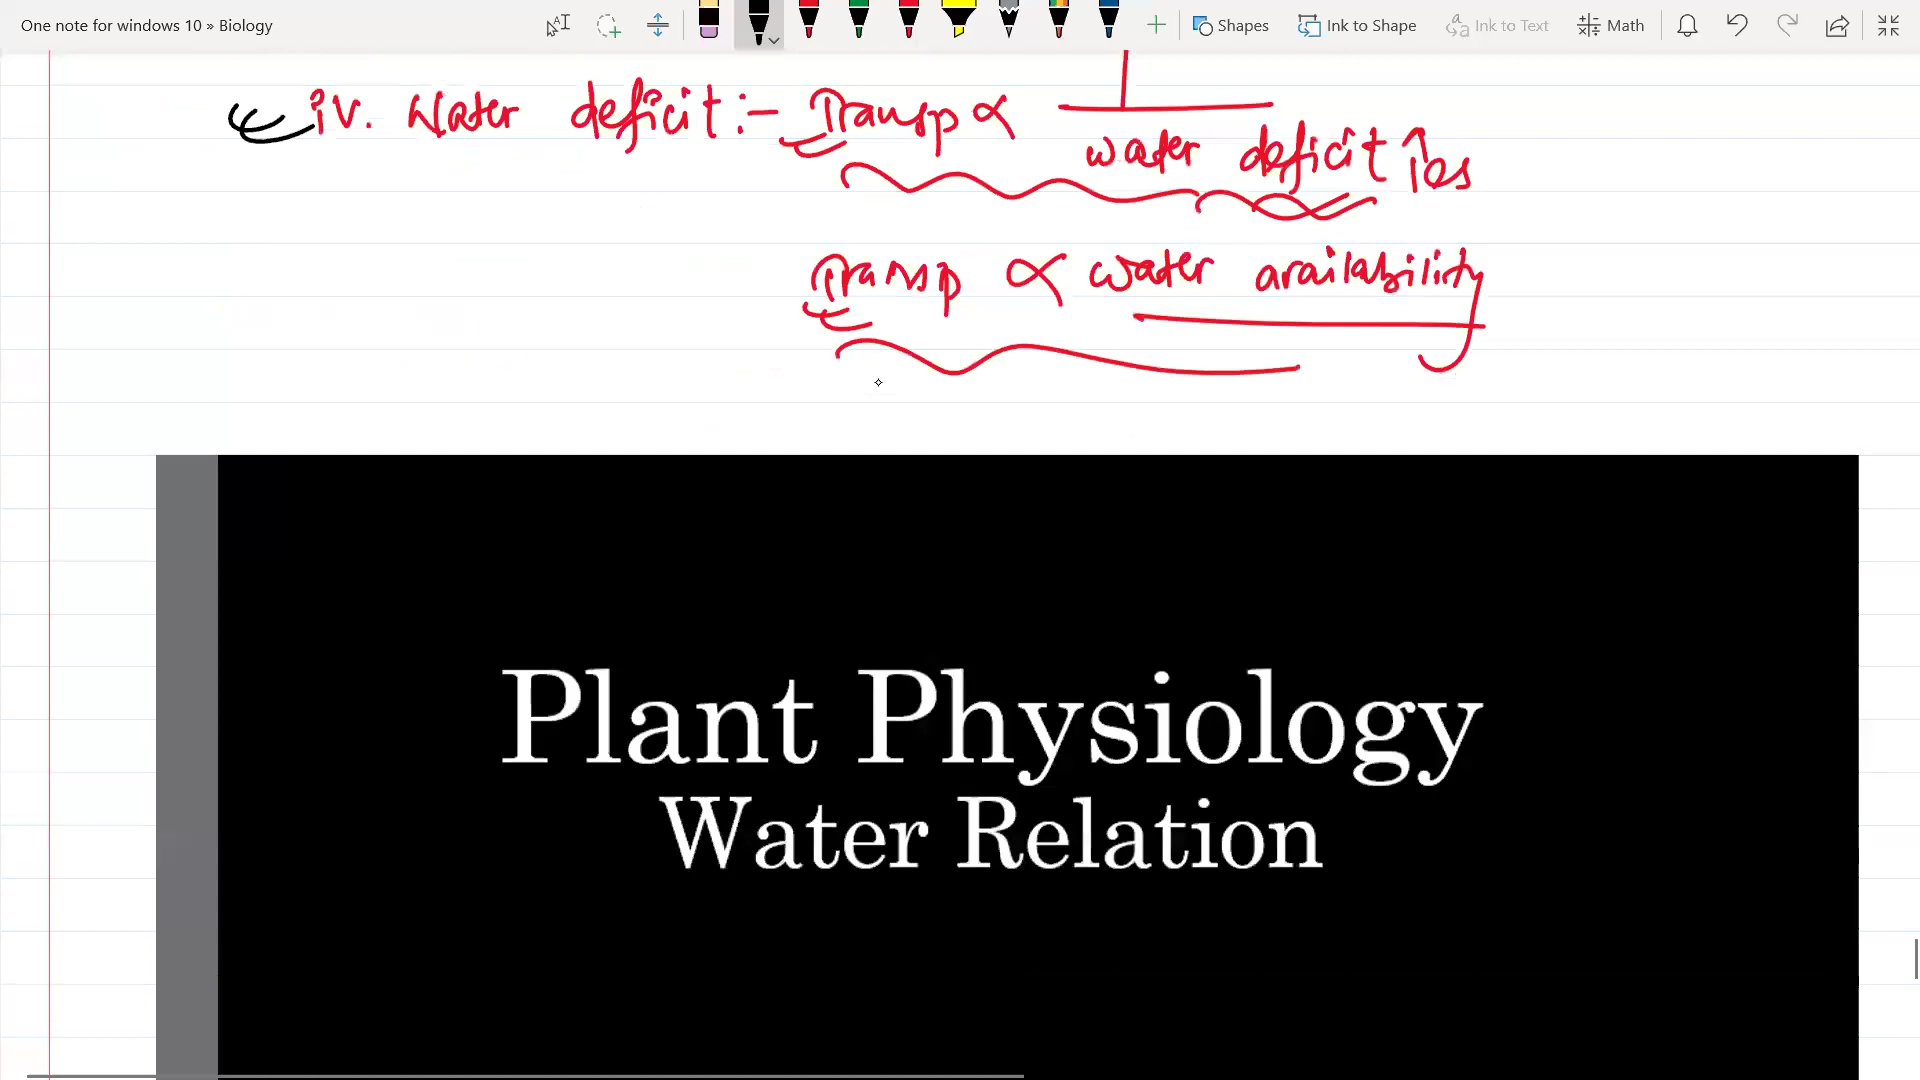 One note for windows 10 » Biology
Shapes
Ink to Shape
Ink to Text
Math
iv. Water deficit :- Transp ∝ 1
water deficit ↑es
Transp ∝ water availability
Plant Physiology
Water Relation